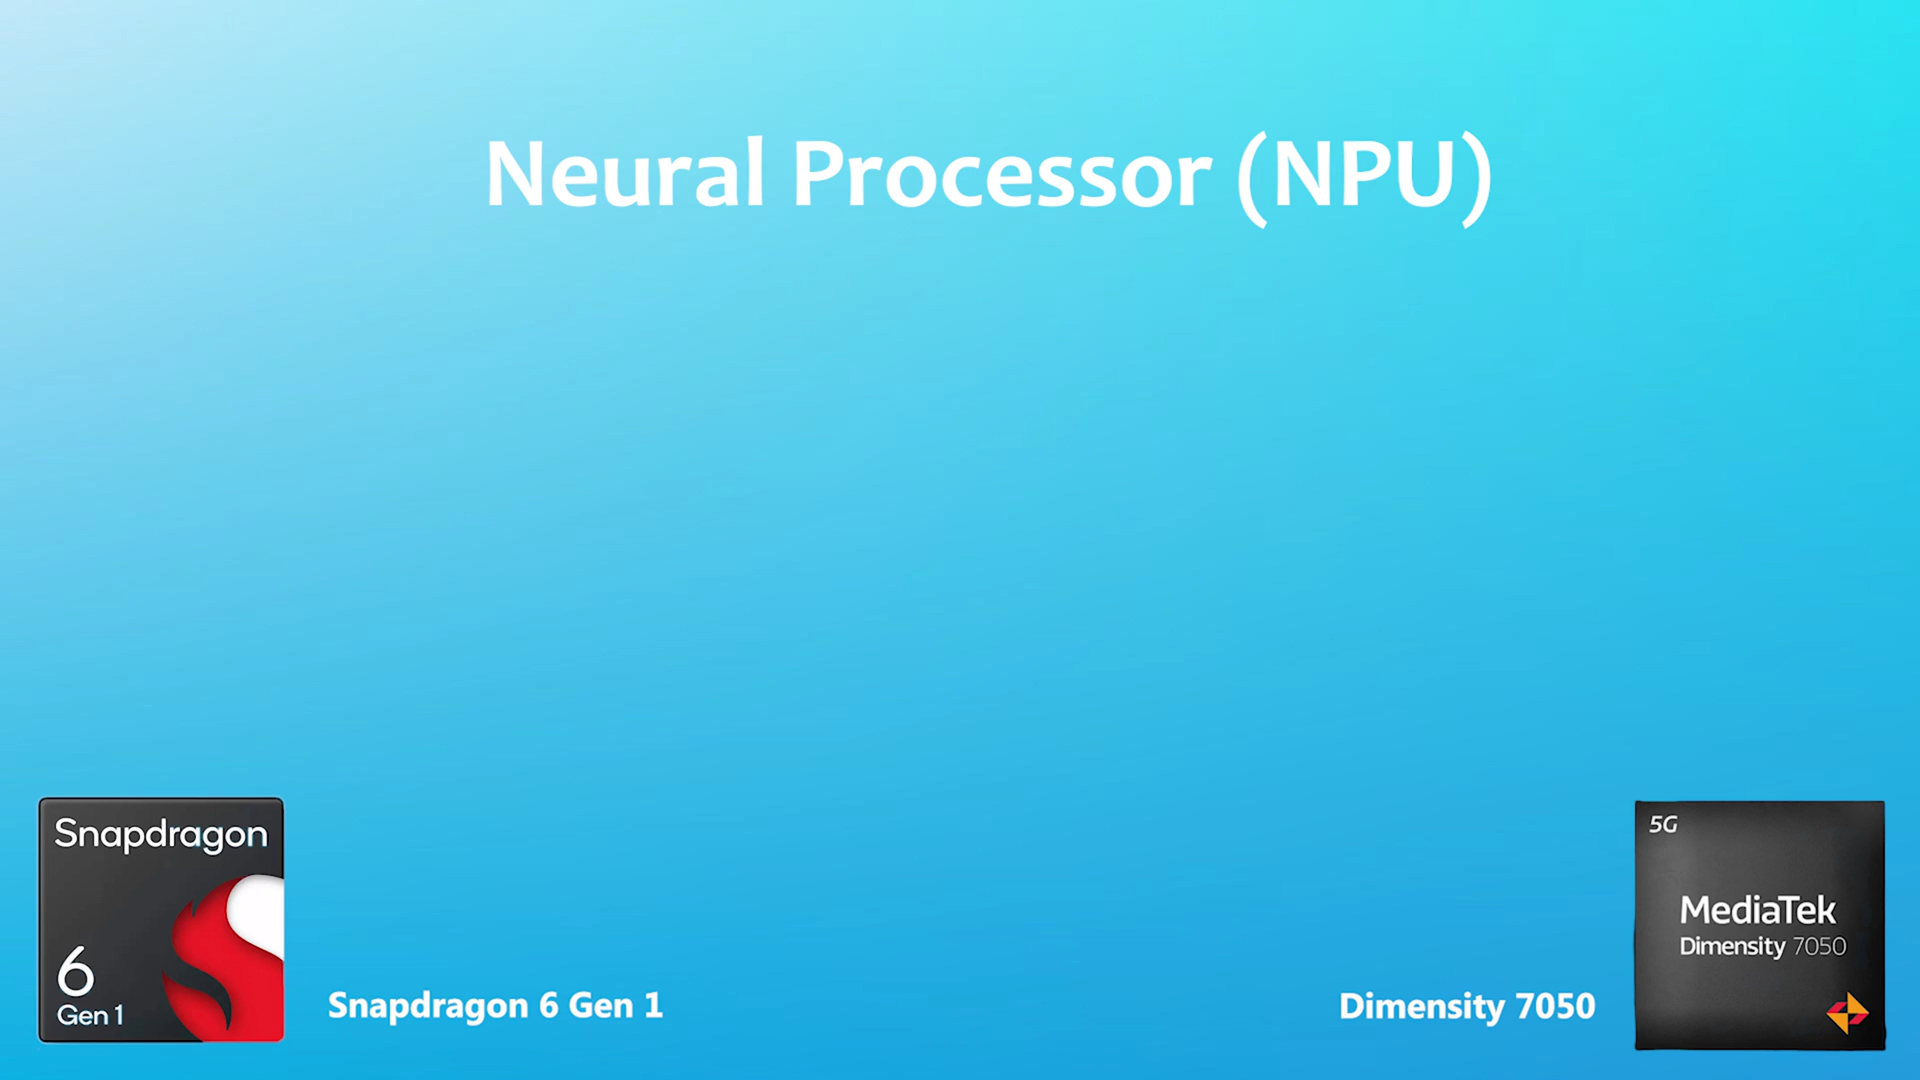 Neural Processor (NPU)
Snapdragon
6
Gen 1
Snapdragon 6 Gen 1
Dimensity 7050
5G
MediaTek
Dimensity 7050